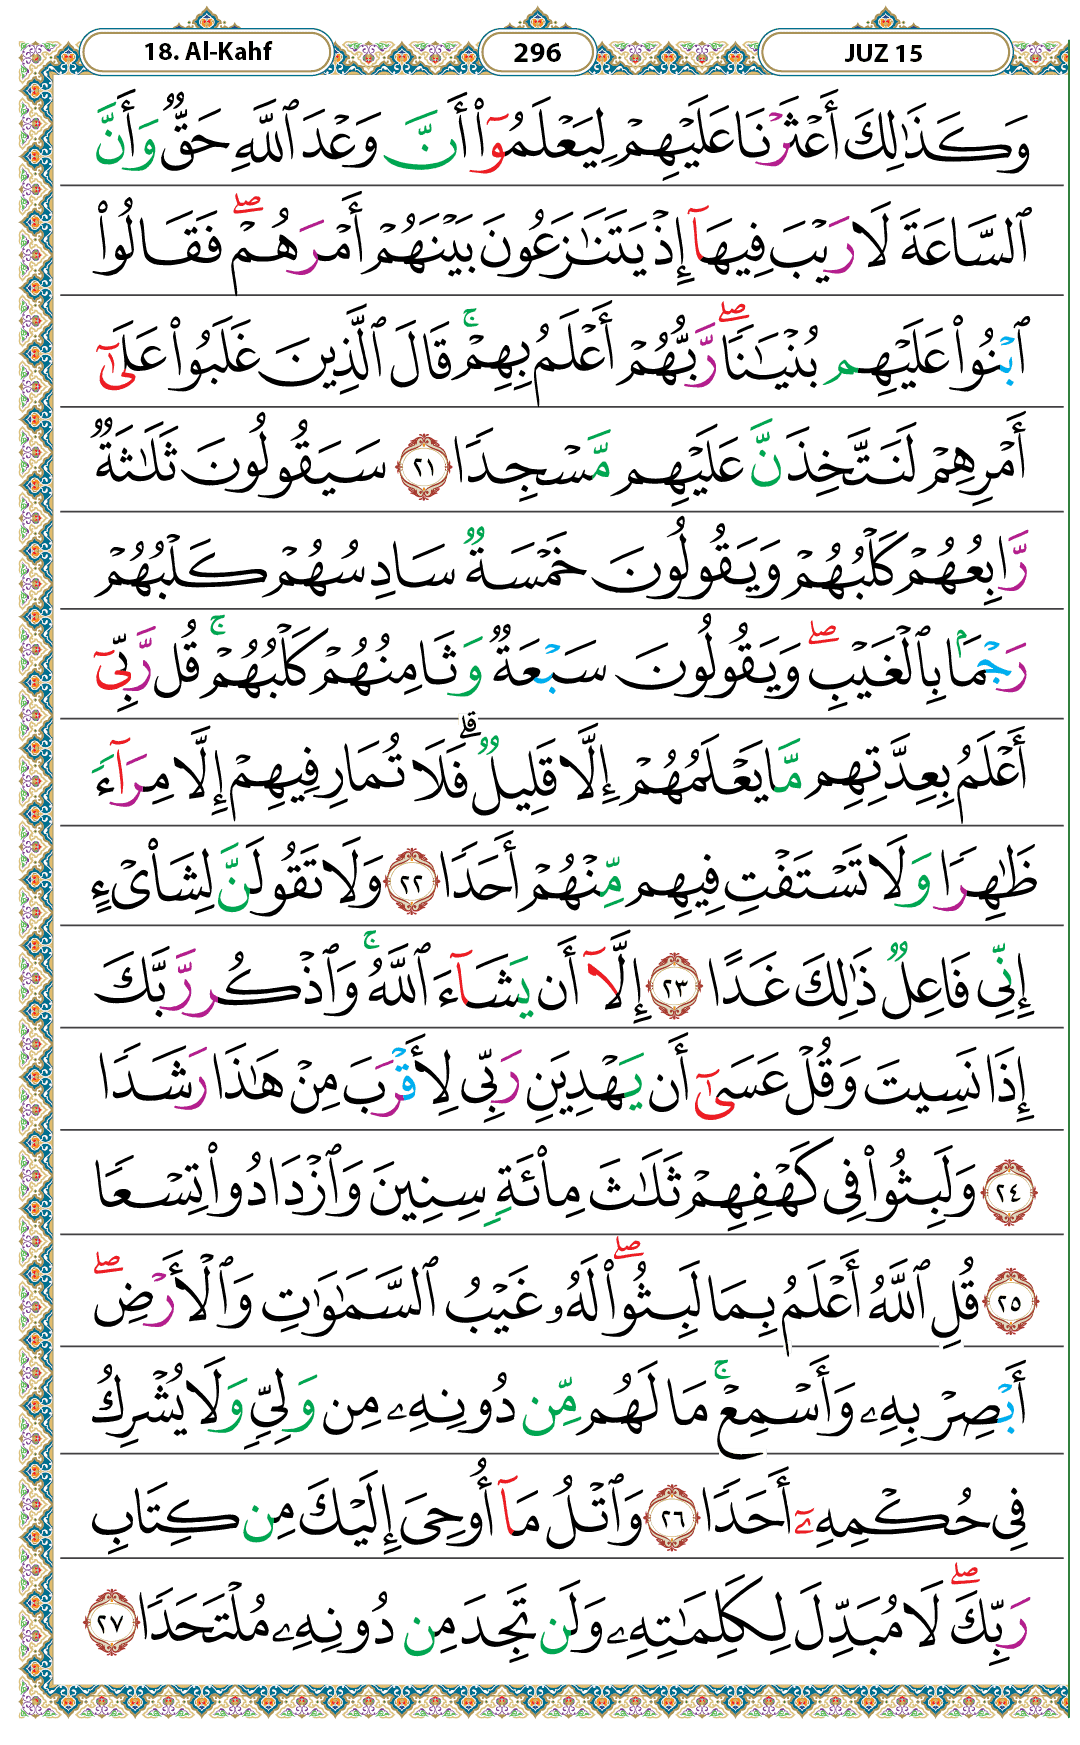 18. Al-Kahf 296 JUZ 15
وَكَذَٰلِكَ أَعْثَرْنَا عَلَيْهِمْ لِيَعْلَمُوٓا۟ أَنَّ وَعْدَ ٱللَّهِ حَقٌّ وَأَنَّ
ٱلسَّاعَةَ لَا رَيْبَ فِيهَآ إِذْ يَتَنَٰزَعُونَ بَيْنَهُمْ أَمْرَهُمْ ۖ فَقَالُوا۟
ٱبْنُوا۟ عَلَيْهِم بُنْيَٰنًا ۖ رَّبُّهُمْ أَعْلَمُ بِهِمْ ۚ قَالَ ٱلَّذِينَ غَلَبُوا۟ عَلَىٰٓ
أَمْرِهِمْ لَنَتَّخِذَنَّ عَلَيْهِم مَّسْجِدًا ٢١ سَيَقُولُونَ ثَلَٰثَةٌ
رَّابِعُهُمْ كَلْبُهُمْ وَيَقُولُونَ خَمْسَةٌ سَادِسُهُمْ كَلْبُهُمْ
رَجْمًۢا بِٱلْغَيْبِ ۖ وَيَقُولُونَ سَبْعَةٌ وَثَامِنُهُمْ كَلْبُهُمْ ۚ قُل رَّبِّىٓ
أَعْلَمُ بِعِدَّتِهِم مَّا يَعْلَمُهُمْ إِلَّا قَلِيلٌ ۗ فَلَا تُمَارِ فِيهِمْ إِلَّا مِرَآءً
ظَٰهِرًا وَلَا تَسْتَفْتِ فِيهِم مِّنْهُمْ أَحَدًا ٢٢ وَلَا تَقُولَنَّ لِشَا۟ىْءٍ
إِنِّى فَاعِلٌ ذَٰلِكَ غَدًا ٢٣ إِلَّآ أَن يَشَآءَ ٱللَّهُ ۚ وَٱذْكُر رَّبَّكَ
إِذَا نَسِيتَ وَقُلْ عَسَىٰٓ أَن يَهْدِيَنِ رَبِّى لِأَقْرَبَ مِنْ هَٰذَا رَشَدًا
٢٤ وَلَبِثُوا۟ فِى كَهْفِهِمْ ثَلَٰثَ مِا۟ئَةٍ سِنِينَ وَٱزْدَادُوا۟ تِسْعًا
٢٥ قُلِ ٱللَّهُ أَعْلَمُ بِمَا لَبِثُوا۟ ۖ لَهُۥ غَيْبُ ٱلسَّمَٰوَٰتِ وَٱلْأَرْضِ ۖ
أَبْصِرْ بِهِۦ وَأَسْمِعْ ۚ مَا لَهُم مِّن دُونِهِۦ مِن وَلِىٍّ وَلَا يُشْرِكُ
فِى حُكْمِهِۦٓ أَحَدًا ٢٦ وَٱتْلُ مَآ أُوحِىَ إِلَيْكَ مِن كِتَابِ
رَبِّكَ ۖ لَا مُبَدِّلَ لِكَلِمَٰتِهِۦ وَلَن تَجِدَ مِن دُونِهِۦ مُلْتَحَدًا ٢٧